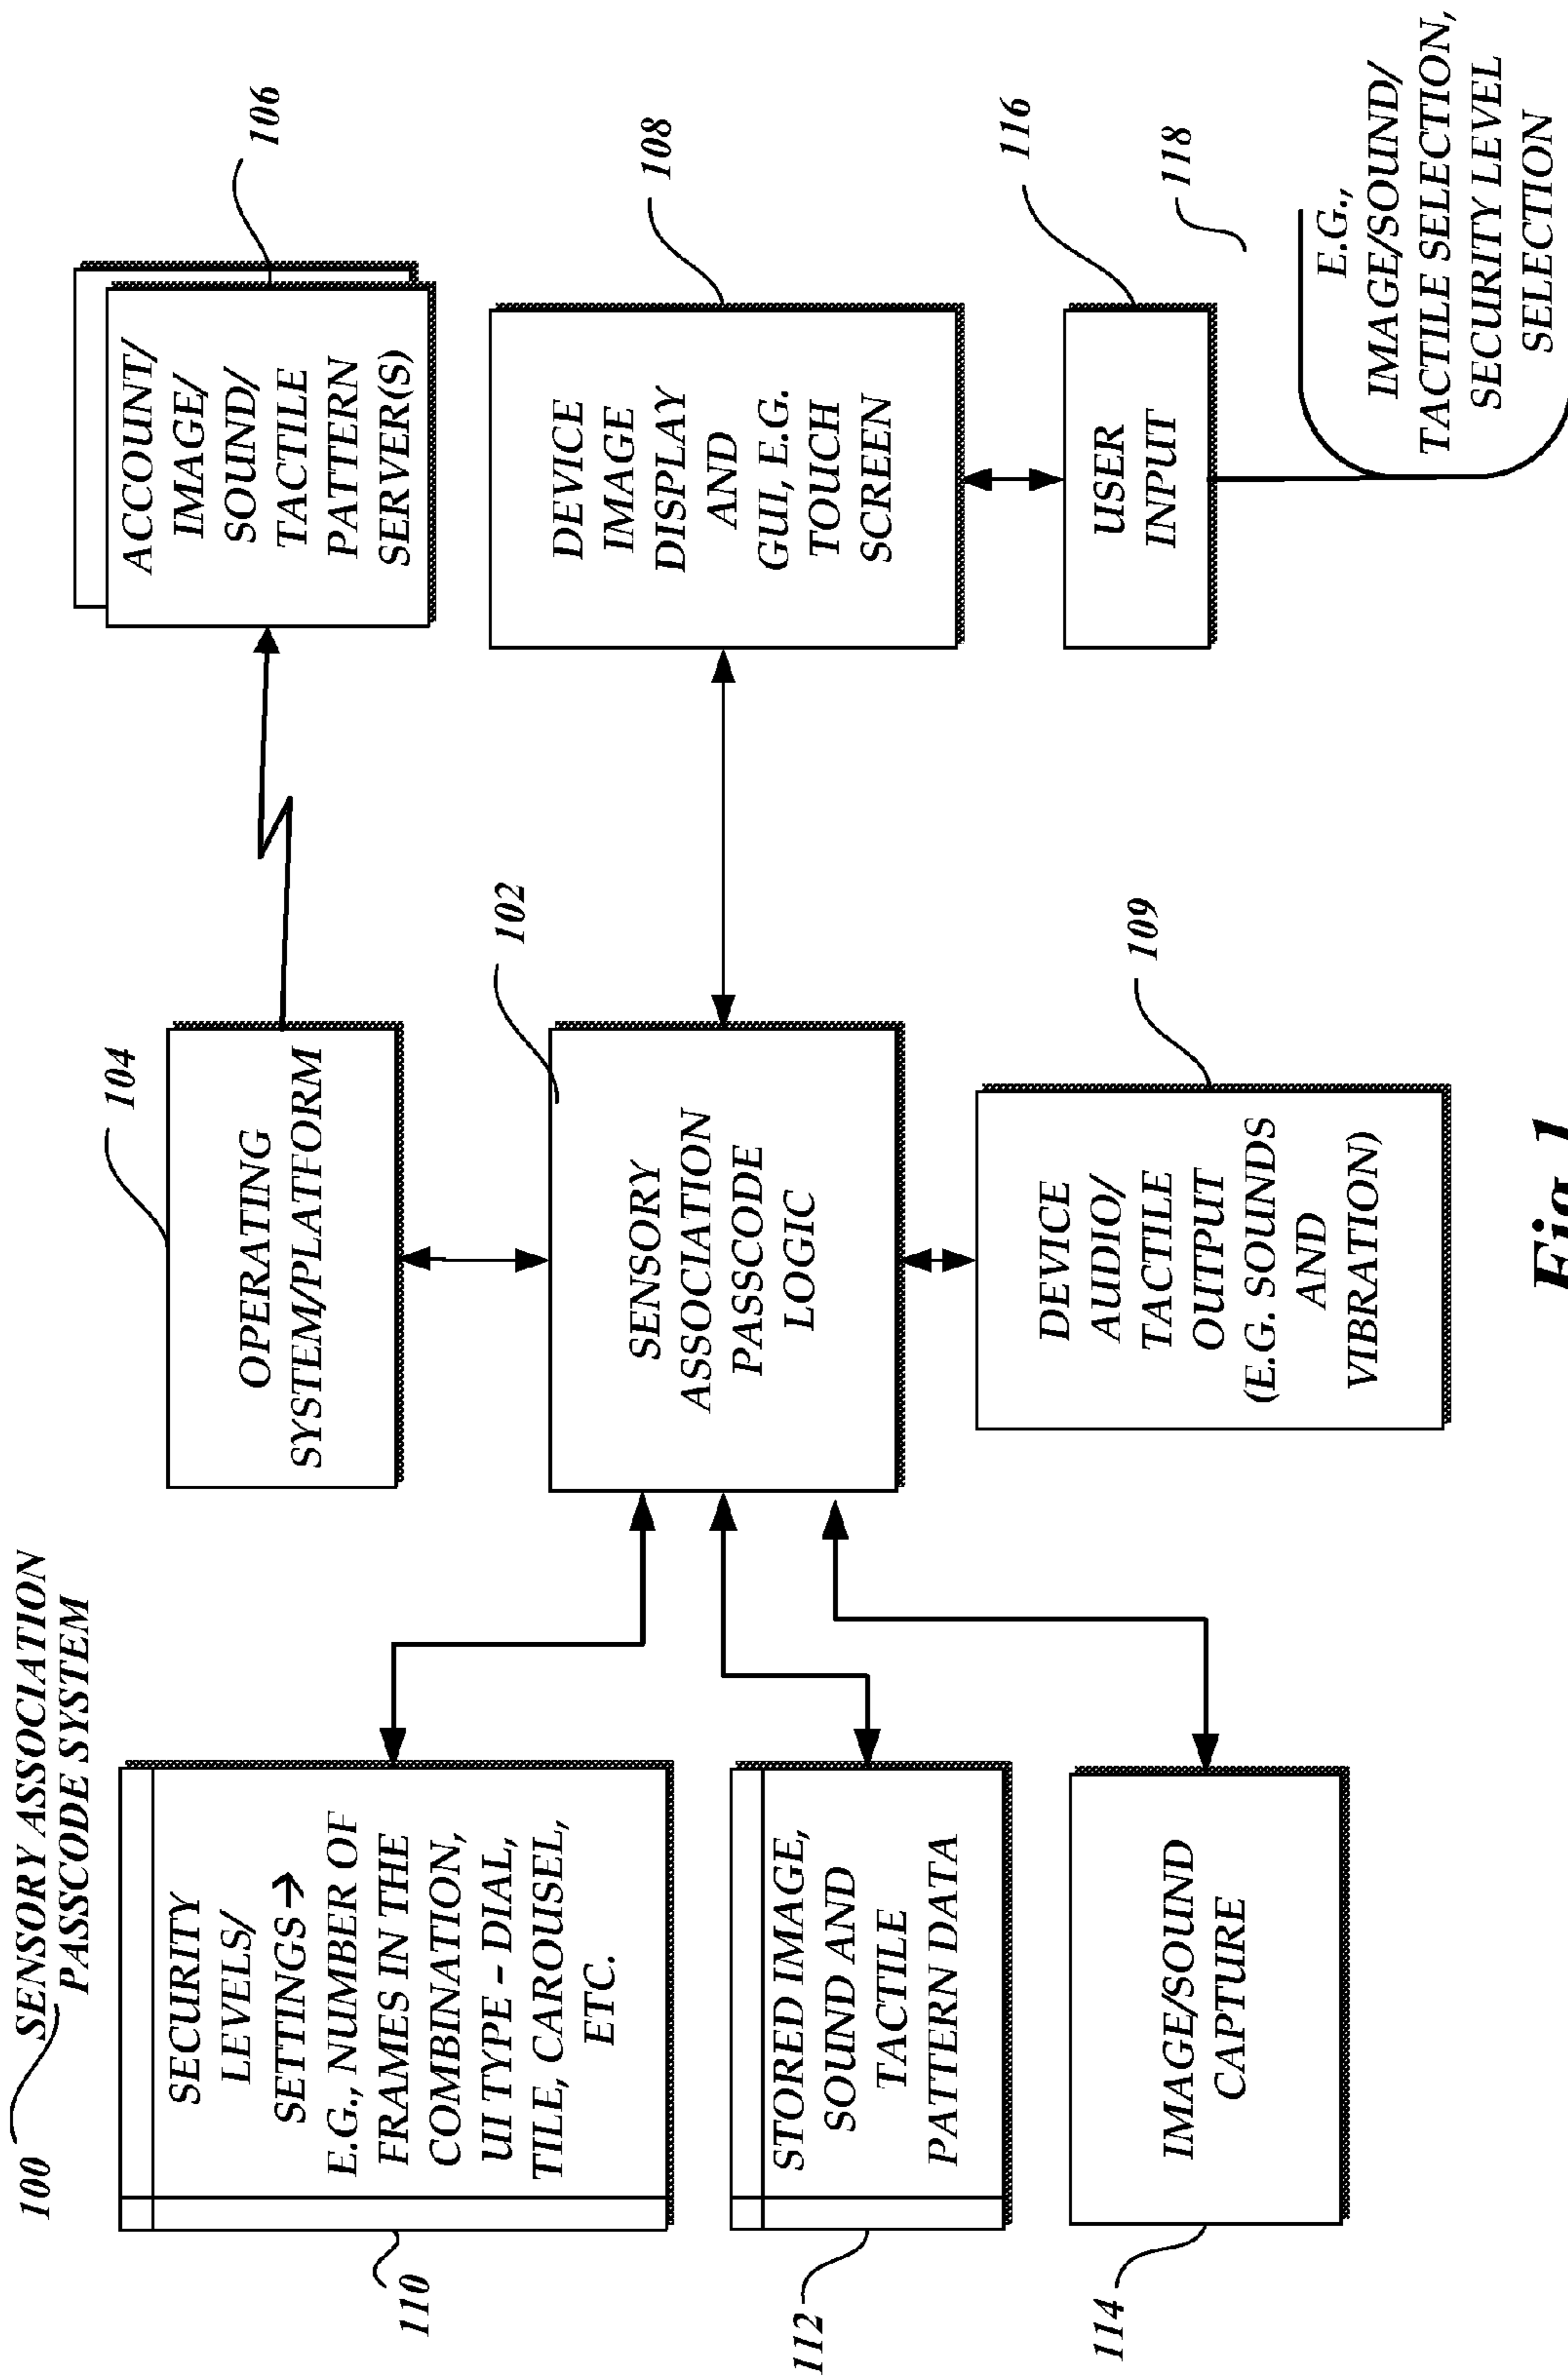 100
SENSORY ASSOCIATION
PASSCODE SYSTEM
110
SECURITY
LEVELS/
SETTINGS→
E.G., NUMBER OF
FRAMES IN THE
COMBINATION,
UI TYPE – DIAL,
TILE, CAROUSEL,
ETC.
112
STORED IMAGE,
SOUND AND
TACTILE
PATTERN DATA
114
IMAGE/SOUND
CAPTURE
104
OPERATING
SYSTEM/PLATFORM
102
SENSORY
ASSOCIATION
PASSCODE
LOGIC
109
DEVICE
AUDIO/
TACTILE
OUTPUT
(E.G. SOUNDS
AND
VIBRATION)
106
ACCOUNT/
IMAGE/
SOUND/
TACTILE
PATTERN
SERVER(S)
108
DEVICE
IMAGE
DISPLAY
AND
GUI, E.G.
TOUCH
SCREEN
116
USER
INPUT
118
E.G.,
IMAGE/SOUND/
TACTILE SELECTION,
SECURITY LEVEL
SELECTION
Fig.1